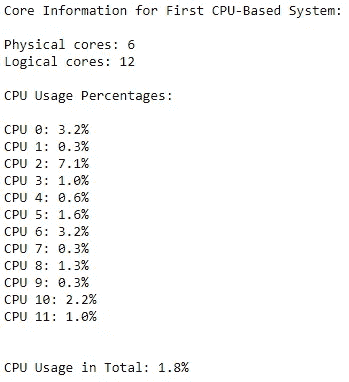 Core Information for First CPU-Based System:
Physical cores: 6
Logical cores: 12
CPU Usage Percentages:
CPU 0: 3.2%
CPU 1: 0.3%
CPU 2: 7.1%
CPU 3: 1.0%
CPU 4: 0.6%
CPU 5: 1.6%
CPU 6: 3.2%
CPU 7: 0.3%
CPU 8: 1.3%
CPU 9: 0.3%
CPU 10: 2.2%
CPU 11: 1.0%
CPU Usage in Total: 1.8%